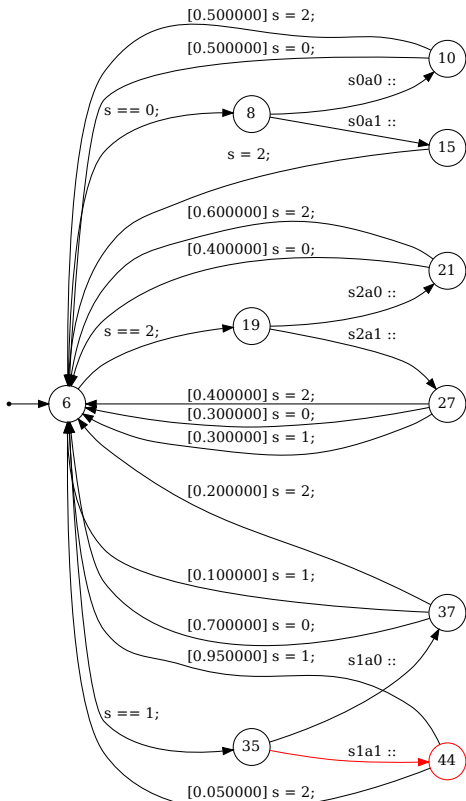 [0.500000] s = 2;
[0.500000] s = 0;
10
s0a0 ::
s == 0;
8
s0a1 ::
15
s = 2;
[0.600000] s = 2;
[0.400000] s = 0;
21
s2a0 ::
s == 2;
19
s2a1 ::
[0.400000] s = 2;
6
27
[0.300000] s = 0;
[0.300000] s = 1;
[0.200000] s = 2;
[0.100000] s = 1;
37
[0.700000] s = 0;
[0.950000] s = 1;
s1a0 ::
s == 1;
35
s1a1 ::
44
[0.050000] s = 2;